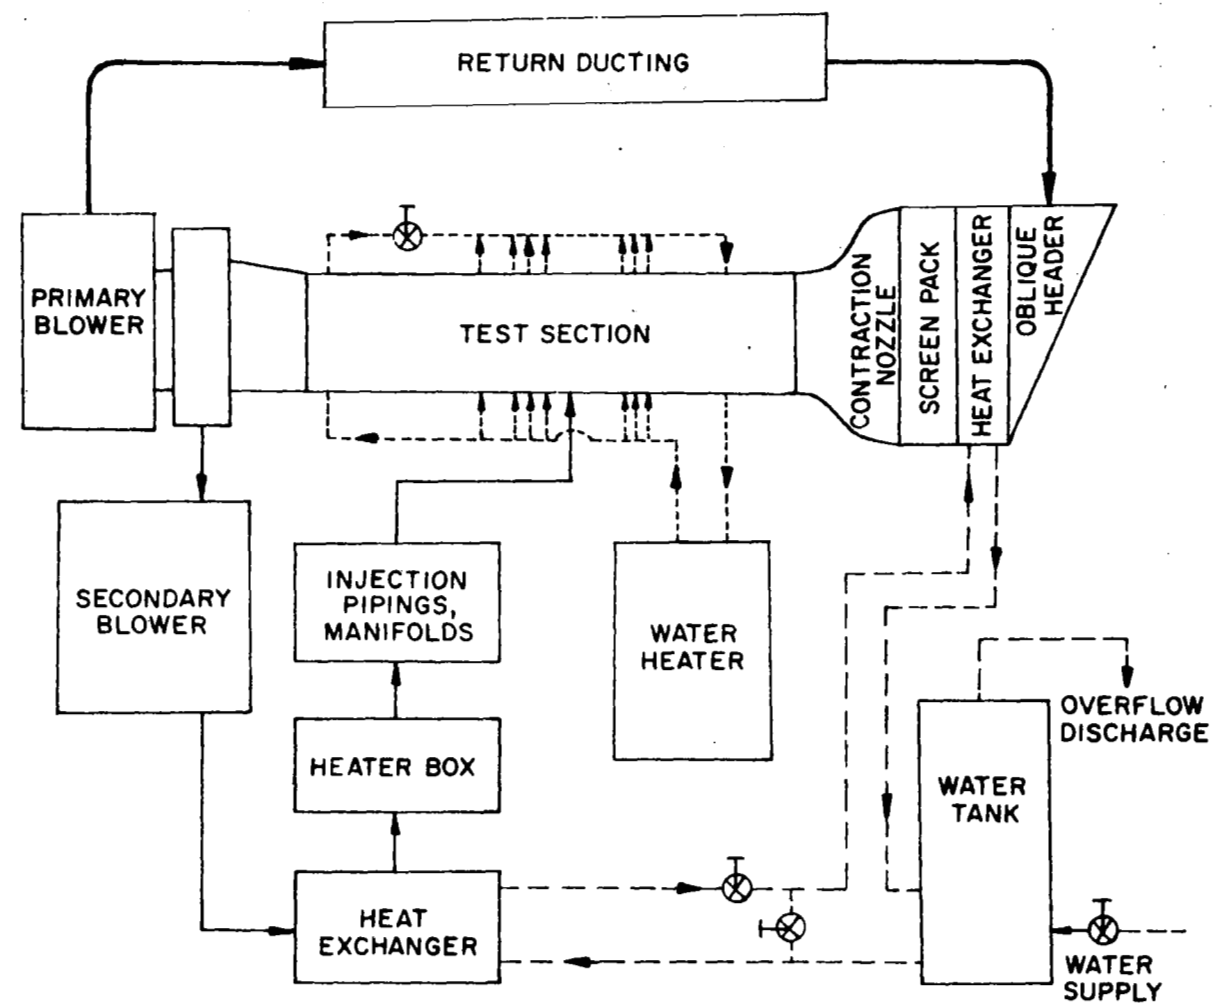 RETURN DUCTING
PRIMARY
BLOWER
TEST SECTION
CONTRACTION
NOZZLE
SCREEN PACK
HEAT EXCHANGER
OBLIQUE
HEADER
SECONDARY
BLOWER
INJECTION
PIPINGS,
MANIFOLDS
WATER
HEATER
HEATER BOX
HEAT
EXCHANGER
WATER
TANK
OVERFLOW
DISCHARGE
WATER
SUPPLY